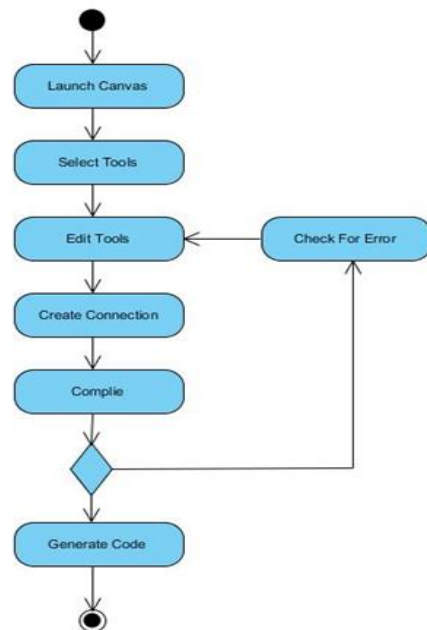 Launch Canvas
Select Tools
Edit Tools
Check For Error
Create Connection
Complie
Generate Code